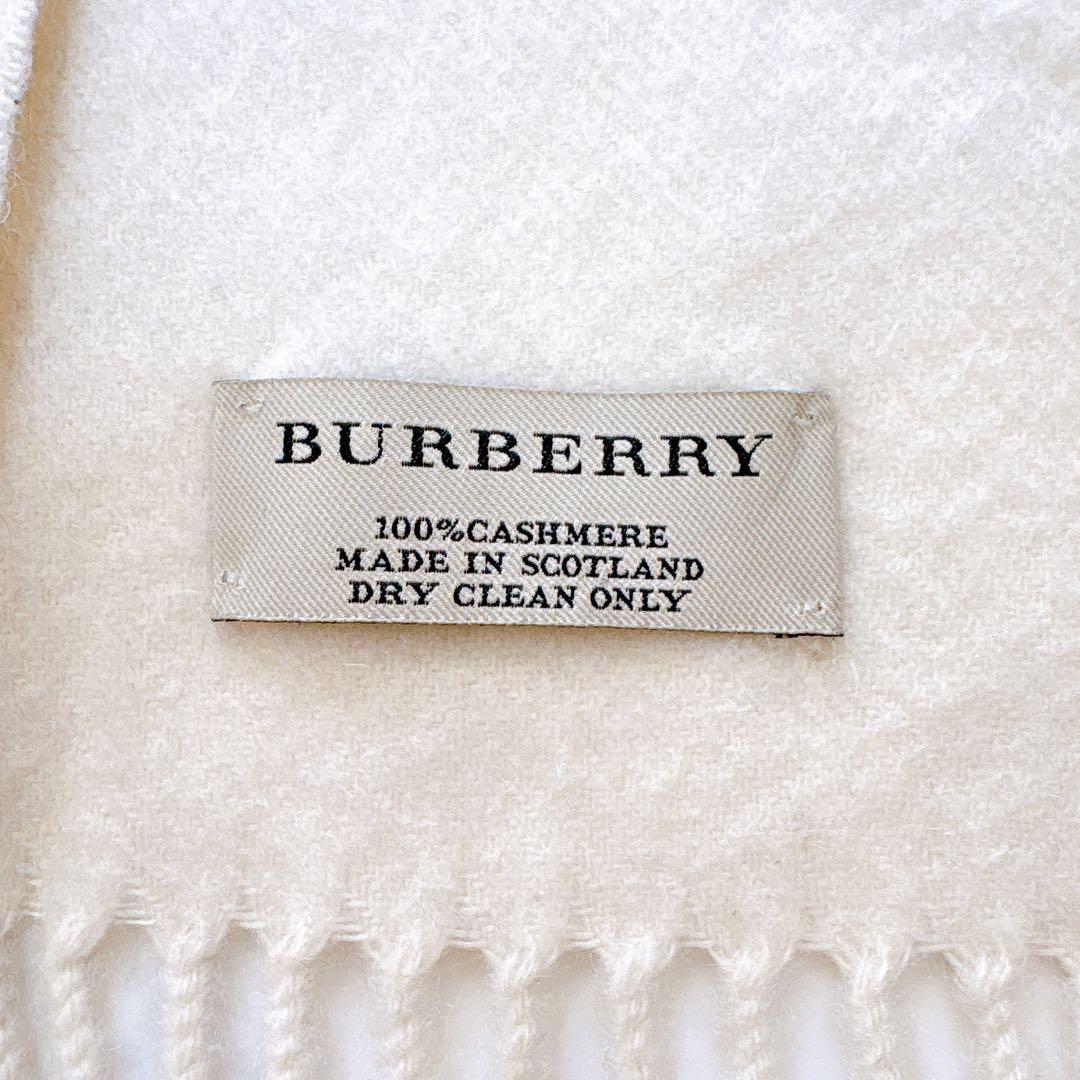 BURBERRY
100%CASHMERE
MADE IN SCOTLAND
DRY CLEAN ONLY